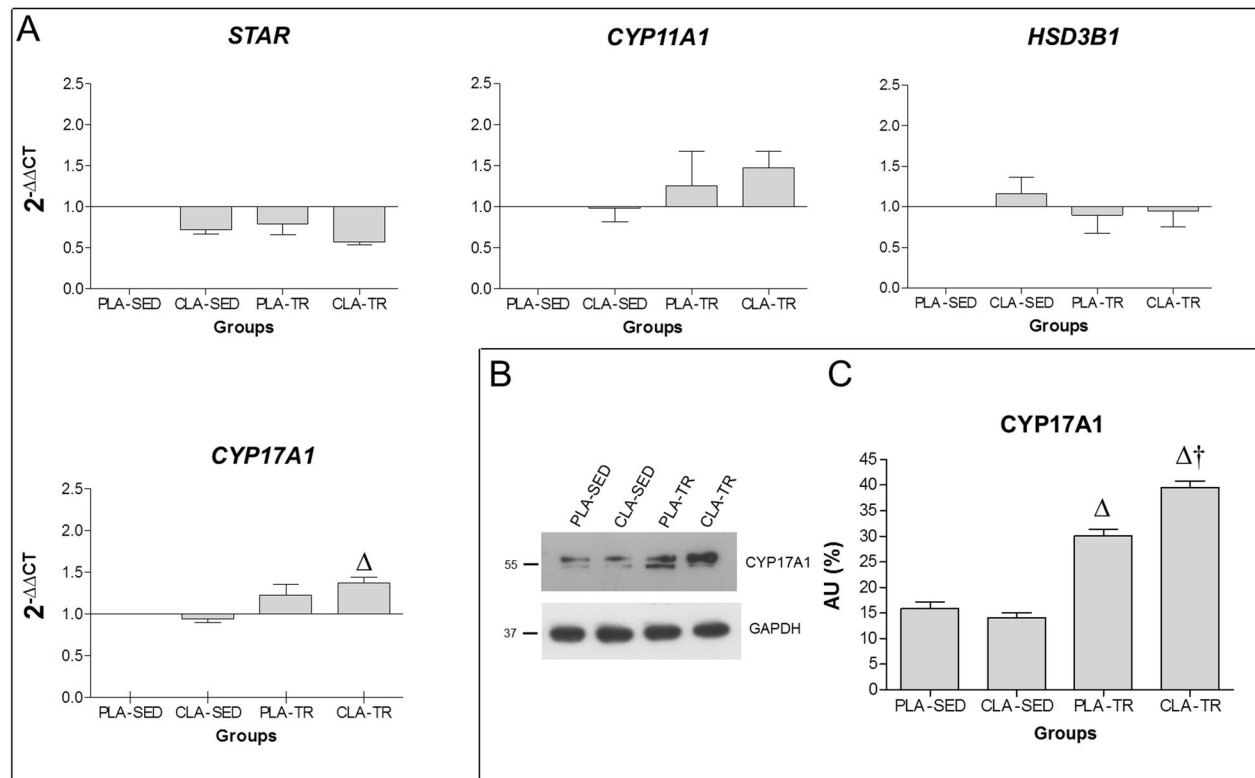 A
STAR
2.5
2.0
1.5
1.0
0.5
0.0
2-ΔΔCT
PLA-SED CLA-SED PLA-TR CLA-TR
Groups
CYP11A1
2.5
2.0
1.5
1.0
0.5
0.0
PLA-SED CLA-SED PLA-TR CLA-TR
Groups
HSD3B1
2.5
2.0
1.5
1.0
0.5
0.0
PLA-SED CLA-SED PLA-TR CLA-TR
Groups
CYP17A1
2.5
2.0
1.5
1.0
0.5
0.0
2-ΔΔCT
Δ
PLA-SED CLA-SED PLA-TR CLA-TR
Groups
B
PLA-SED
CLA-SED
PLA-TR
CLA-TR
55
CYP17A1
37
GAPDH
C
CYP17A1
45
40
35
30
25
20
15
10
5
0
AU (%)
Δ
Δ†
PLA-SED CLA-SED PLA-TR CLA-TR
Groups